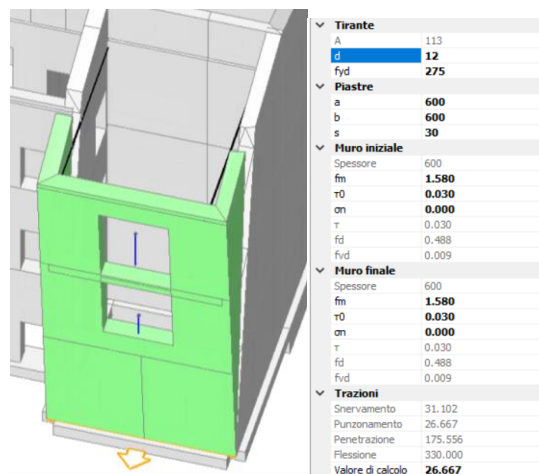 Tirante
A 113
d 12
fyd 275
Piastre
a 600
b 600
s 30
Muro iniziale
Spessore 600
fm 1.580
τ0 0.030
σn 0.000
τ 0.030
fd 0.488
fvd 0.009
Muro finale
Spessore 600
fm 1.580
τ0 0.030
σn 0.000
τ 0.030
fd 0.488
fvd 0.009
Trazioni
Snervamento 31.102
Punzonamento 26.667
Penetrazione 175.556
Flessione 330.000
Valore di calcolo 26.667